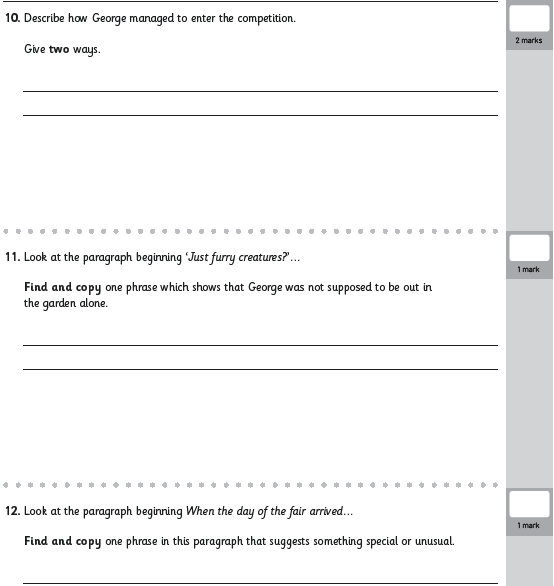 10. Describe how George managed to enter the competition.
Give two ways.
2 marks
11. Look at the paragraph beginning ‘Just furry creatures?’...
Find and copy one phrase which shows that George was not supposed to be out in
the garden alone.
1 mark
12. Look at the paragraph beginning When the day of the fair arrived...
Find and copy one phrase in this paragraph that suggests something special or unusual.
1 mark